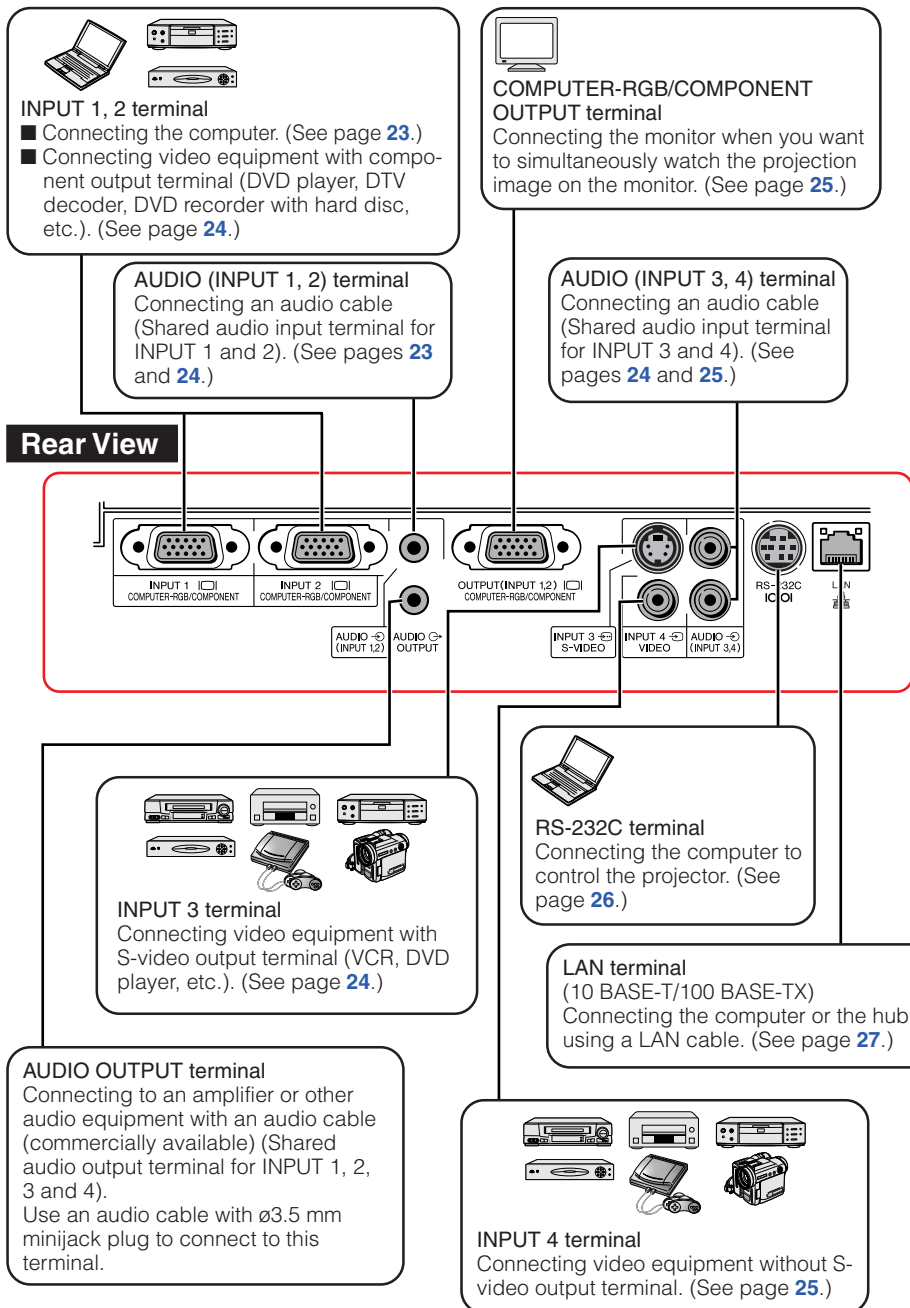 INPUT 1, 2 terminal
■ Connecting the computer. (See page 23.)
■ Connecting video equipment with compo-
nent output terminal (DVD player, DTV
decoder, DVD recorder with hard disc,
etc.). (See page 24.)
COMPUTER-RGB/COMPONENT
OUTPUT terminal
Connecting the monitor when you want
to simultaneously watch the projection
image on the monitor. (See page 25.)
AUDIO (INPUT 1, 2) terminal
Connecting an audio cable
(Shared audio input terminal for
INPUT 1 and 2). (See pages 23
and 24.)
AUDIO (INPUT 3, 4) terminal
Connecting an audio cable
(Shared audio input terminal
for INPUT 3 and 4). (See
pages 24 and 25.)
Rear View
INPUT 1
COMPUTER-RGB/COMPONENT
INPUT 2
COMPUTER-RGB/COMPONENT
AUDIO
(INPUT 1,2)
AUDIO
OUTPUT
OUTPUT(INPUT 1,2)
COMPUTER-RGB/COMPONENT
INPUT 3
S-VIDEO
INPUT 4
VIDEO
AUDIO
(INPUT 3,4)
RS-232C
LAN
INPUT 3 terminal
Connecting video equipment with
S-video output terminal (VCR, DVD
player, etc.). (See page 24.)
RS-232C terminal
Connecting the computer to
control the projector. (See
page 26.)
LAN terminal
(10 BASE-T/100 BASE-TX)
Connecting the computer or the hub
using a LAN cable. (See page 27.)
AUDIO OUTPUT terminal
Connecting to an amplifier or other
audio equipment with an audio cable
(commercially available) (Shared
audio output terminal for INPUT 1, 2,
3 and 4).
Use an audio cable with ø3.5 mm
minijack plug to connect to this
terminal.
INPUT 4 terminal
Connecting video equipment without S-
video output terminal. (See page 25.)